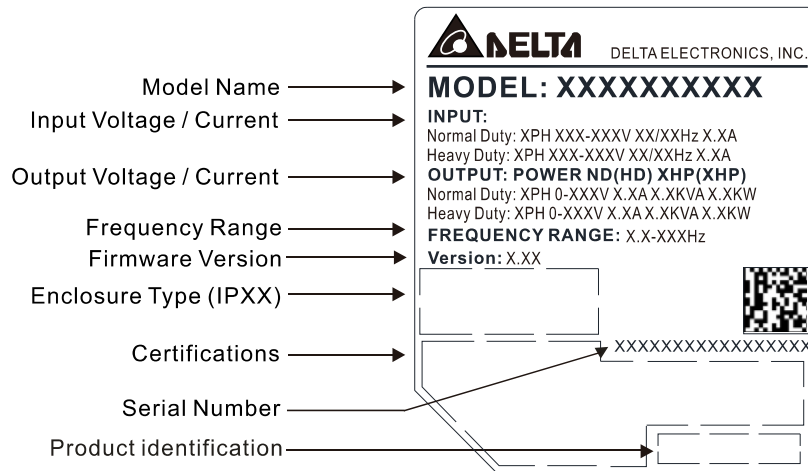 DELTA
DELTA ELECTRONICS, INC.
Model Name
MODEL: XXXXXXXXXX
Input Voltage / Current
INPUT:
Normal Duty: XPH XXX-XXXV XX/XXHz X.XA
Heavy Duty: XPH XXX-XXXV XX/XXHz X.XA
Output Voltage / Current
OUTPUT: POWER ND(HD) XHP(XHP)
Normal Duty: XPH 0-XXXV X.XA X.XKVA X.XKW
Heavy Duty: XPH 0-XXXV X.XA X.XKVA X.XKW
Frequency Range
FREQUENCY RANGE: X.X-XXXHz
Firmware Version
Version: X.XX
Enclosure Type (IPXX)
Certifications
XXXXXXXXXXXXXXXX
Serial Number
Product identification